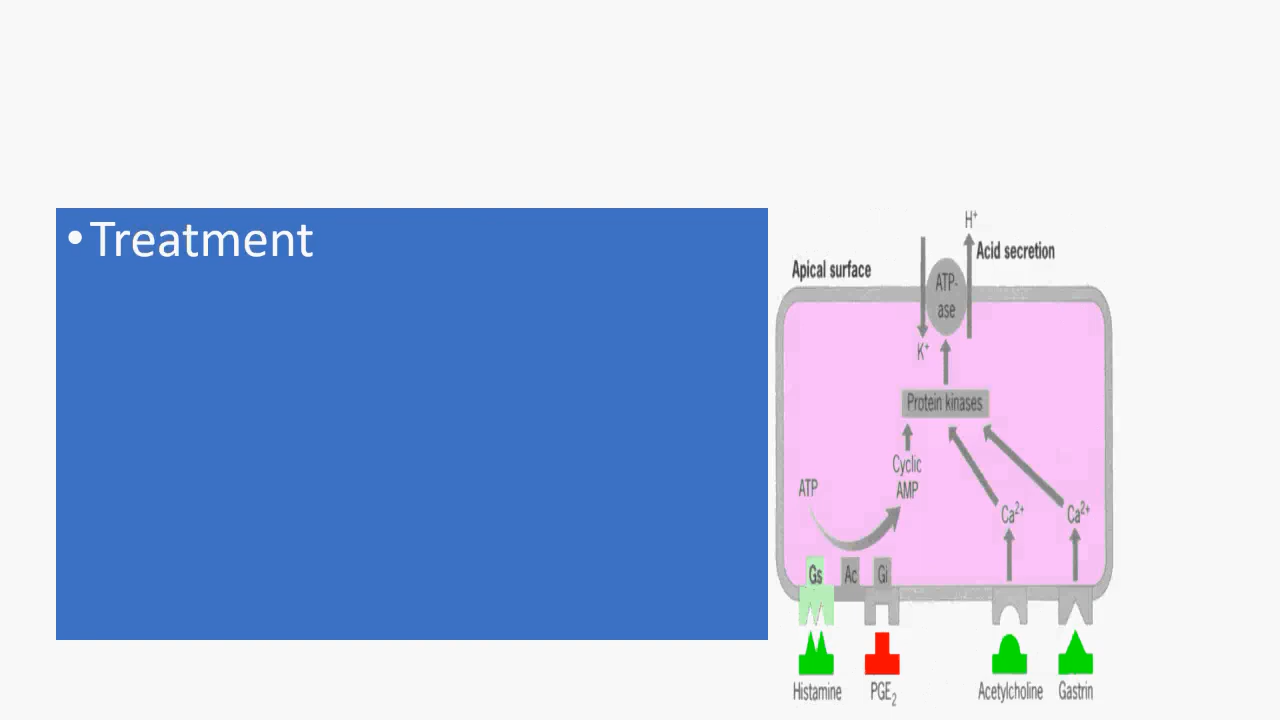 • Treatment
H⁺
Acid secretion
Apical surface
ATP-
ase
K⁺
Protein kinases
Cyclic
AMP
ATP
Ca²⁺
Ca²⁺
Gs
Ac
Gi
Histamine
PGE₂
Acetylcholine
Gastrin